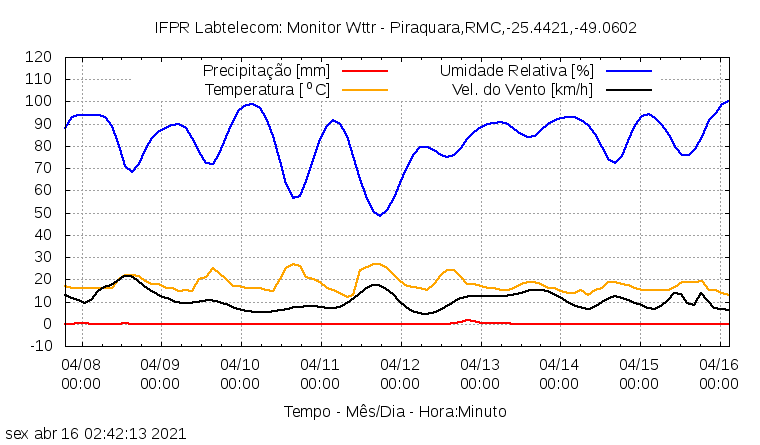 IFPR Labtelecom: Monitor Wttr - Piraquara,RMC,-25.4421,-49.0602
Precipitação [mm]
Umidade Relativa [%]
Temperatura [⁰C]
Vel. do Vento [km/h]
120
110
100
90
80
70
60
50
40
30
20
10
0
-10
04/08 04/09 04/10 04/11 04/12 04/13 04/14 04/15 04/16
00:00 00:00 00:00 00:00 00:00 00:00 00:00 00:00 00:00
Tempo - Mês/Dia - Hora:Minuto
sex abr 16 02:42:13 2021